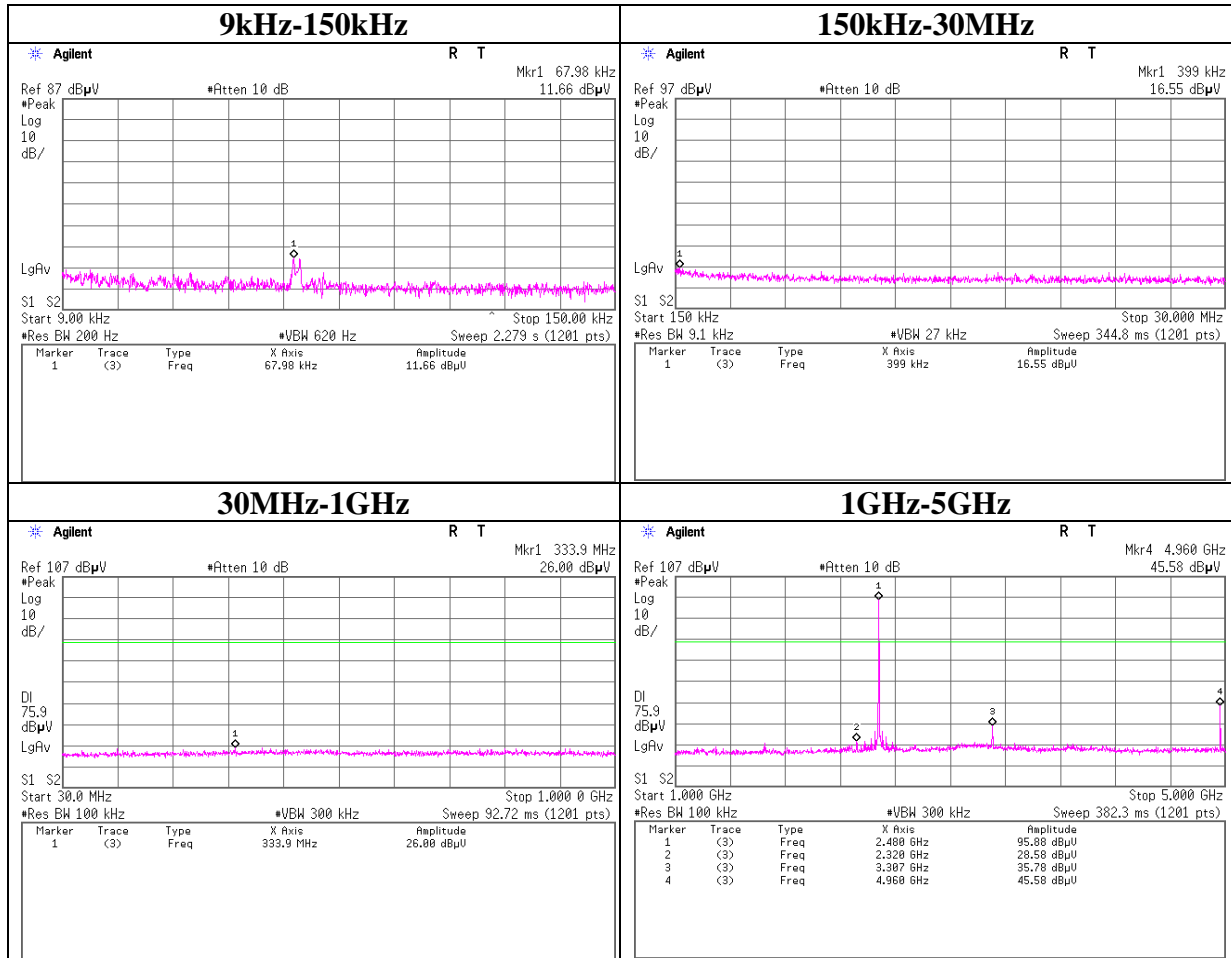 9kHz-150kHz
Agilent R T
Mkr1 67.98 kHz
Ref 87 dBµV #Atten 10 dB 11.66 dBµV
#Peak
Log
10
dB/
1
LgAv
S1 S2
Start 9.00 kHz ^ Stop 150.00 kHz
#Res BW 200 Hz #VBW 620 Hz Sweep 2.279 s (1201 pts)
Marker Trace Type X Axis Amplitude
1 (3) Freq 67.98 kHz 11.66 dBµV
150kHz-30MHz
Agilent R T
Mkr1 399 kHz
Ref 97 dBµV #Atten 10 dB 16.55 dBµV
#Peak
Log
10
dB/
1
LgAv
S1 S2
Start 150 kHz Stop 30.000 MHz
#Res BW 9.1 kHz #VBW 27 kHz Sweep 344.8 ms (1201 pts)
Marker Trace Type X Axis Amplitude
1 (3) Freq 399 kHz 16.55 dBµV
30MHz-1GHz
Agilent R T
Mkr1 333.9 MHz
Ref 107 dBµV #Atten 10 dB 26.00 dBµV
#Peak
Log
10
dB/
DI
75.9
dBµV
1
LgAv
S1 S2
Start 30.0 MHz Stop 1.000 0 GHz
#Res BW 100 kHz #VBW 300 kHz Sweep 92.72 ms (1201 pts)
Marker Trace Type X Axis Amplitude
1 (3) Freq 333.9 MHz 26.00 dBµV
1GHz-5GHz
Agilent R T
Mkr4 4.960 GHz
Ref 107 dBµV #Atten 10 dB 45.58 dBµV
#Peak
1
Log
10
dB/
DI
4
75.9
3
dBµV
2
LgAv
S1 S2
Start 1.000 GHz Stop 5.000 GHz
#Res BW 100 kHz #VBW 300 kHz Sweep 382.3 ms (1201 pts)
Marker Trace Type X Axis Amplitude
1 (3) Freq 2.480 GHz 95.88 dBµV
2 (3) Freq 2.320 GHz 28.58 dBµV
3 (3) Freq 3.307 GHz 35.78 dBµV
4 (3) Freq 4.960 GHz 45.58 dBµV